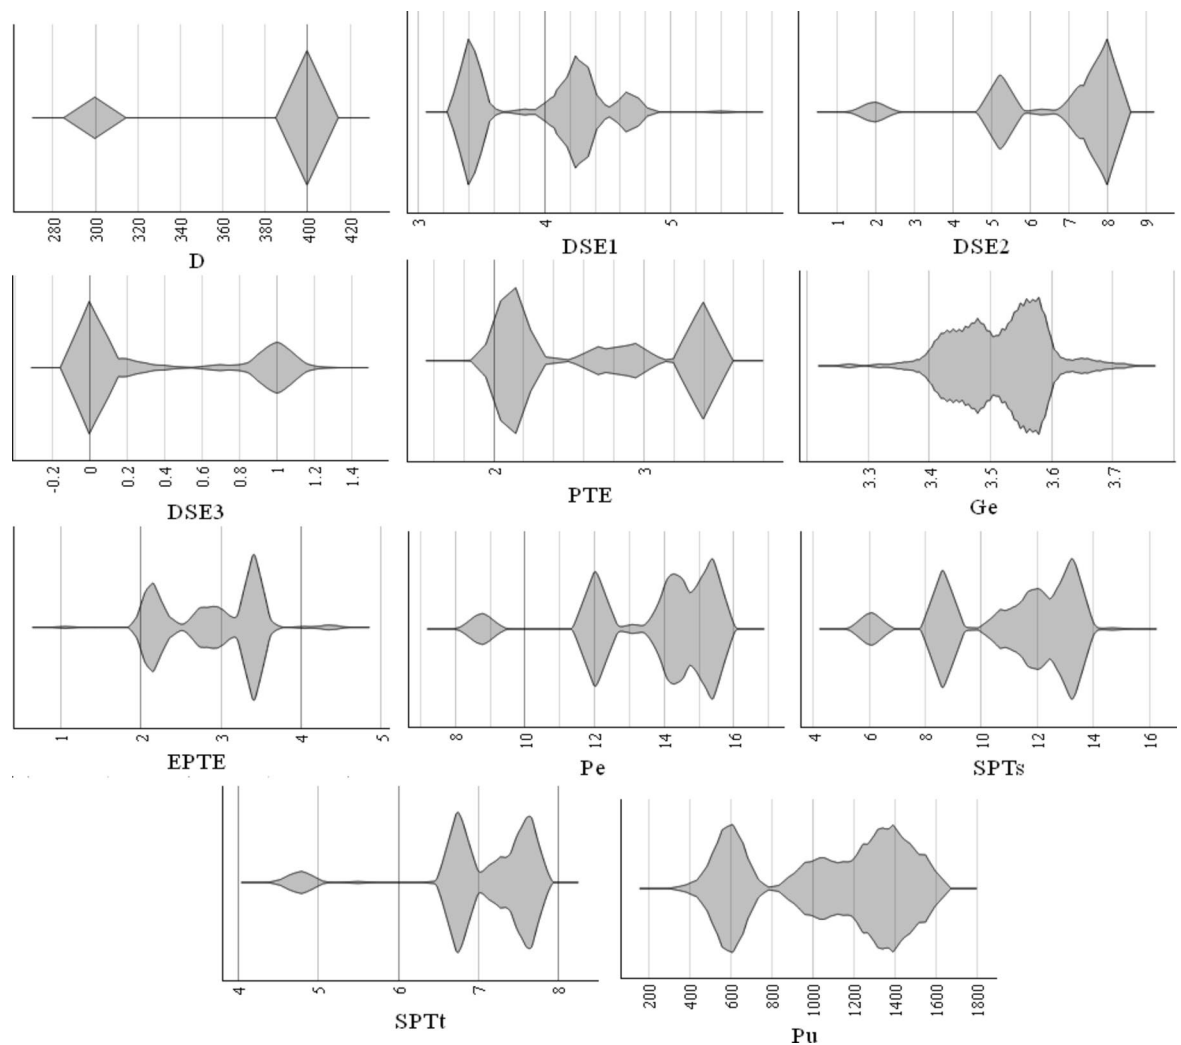 280 300 320 340 360 380 400 420
D
3 4 5
DSE1
1 2 3 4 5 6 7 8 9
DSE2
-0.2 0 0.2 0.4 0.6 0.8 1 1.2 1.4
DSE3
2 3
PTE
3.3 3.4 3.5 3.6 3.7
Ge
1 2 3 4 5
EPTE
8 10 12 14 16
Pe
4 6 8 10 12 14 16
SPTs
4 5 6 7 8
SPTt
200 400 600 800 1000 1200 1400 1600 1800
Pu